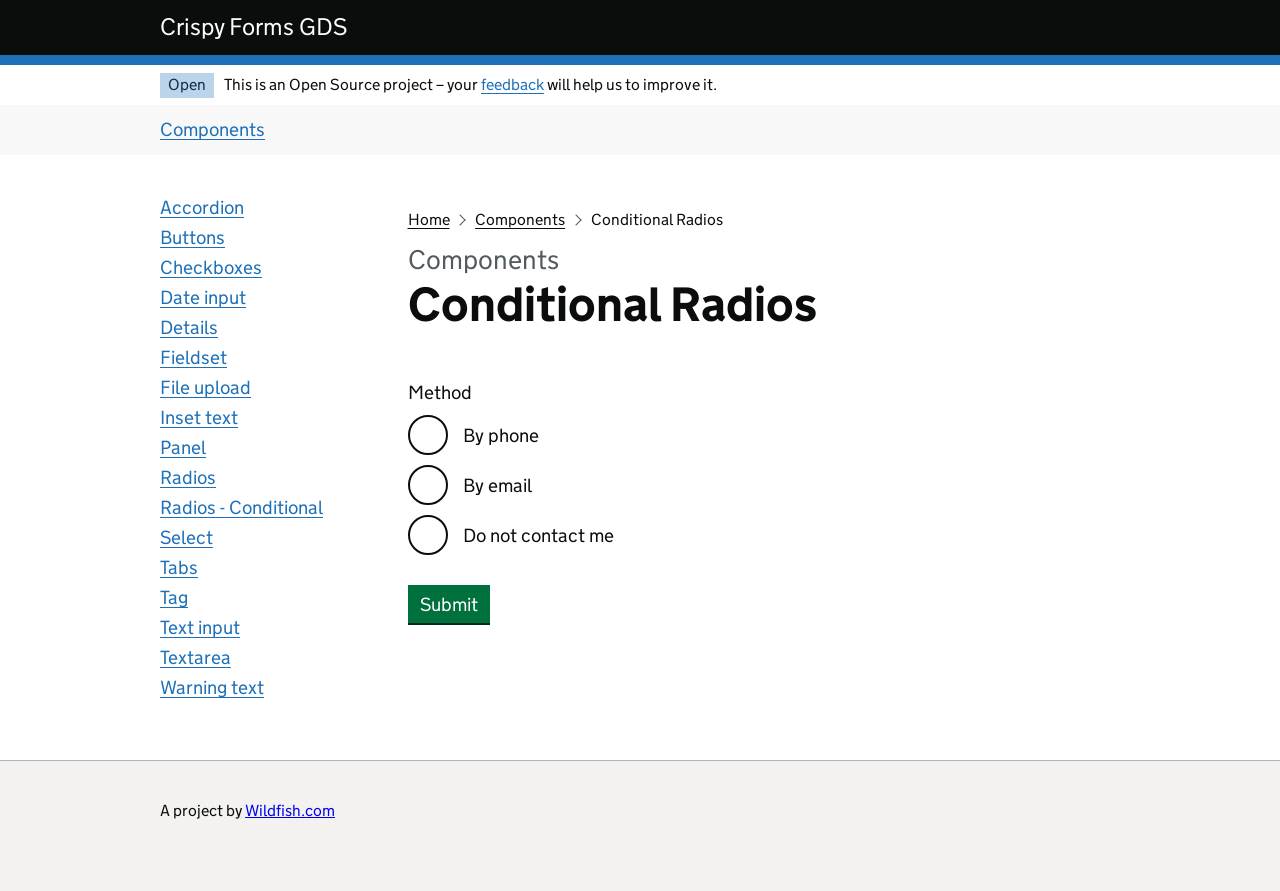 Crispy Forms GDS
Open This is an Open Source project – your feedback will help us to improve it.
Components
Accordion
Buttons
Checkboxes
Date input
Details
Fieldset
File upload
Inset text
Panel
Radios
Radios - Conditional
Select
Tabs
Tag
Text input
Textarea
Warning text
Home Components Conditional Radios
Components
Conditional Radios
Method
By phone
By email
Do not contact me
Submit
A project by Wildfish.com